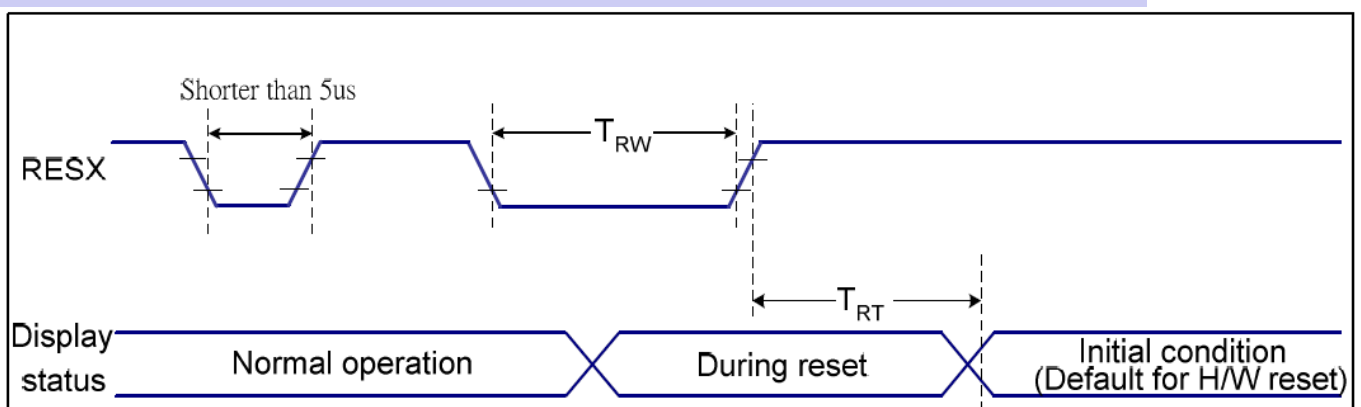 Shorter than 5us
RESX
TRW
TRT
Display
status
Normal operation
During reset
Initial condition
(Default for H/W reset)